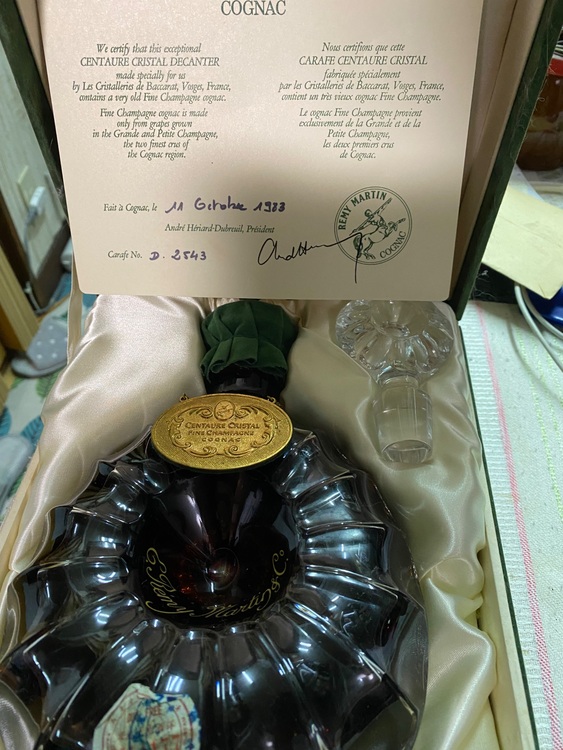 COGNAC
We certify that this exceptional
CENTAURE CRISTAL DECANTER
made specially for us
by Les Cristalleries de Baccarat, Vosges, France,
contains a very old Fine Champagne cognac.
Fine Champagne cognac is made
only from grapes grown
in the Grande and Petite Champagne,
the two finest crus of
the Cognac region.
Nous certifions que cette
CARAFE CENTAURE CRISTAL
fabriquée spécialement
par les Cristalleries de Baccarat, Vosges, France,
contient un très vieux cognac Fine Champagne.
Le cognac Fine Champagne provient
exclusivement de la Grande et de la
Petite Champagne,
les deux premiers crus
de Cognac.
Fait à Cognac, le 11 Octobre 1983
André Hériard-Dubreuil, Président
Carafe No. D. 2543
REMY MARTIN
COGNAC
CENTAURE CRISTAL
FINE CHAMPAGNE
COGNAC
E. Remy Martin & Co.